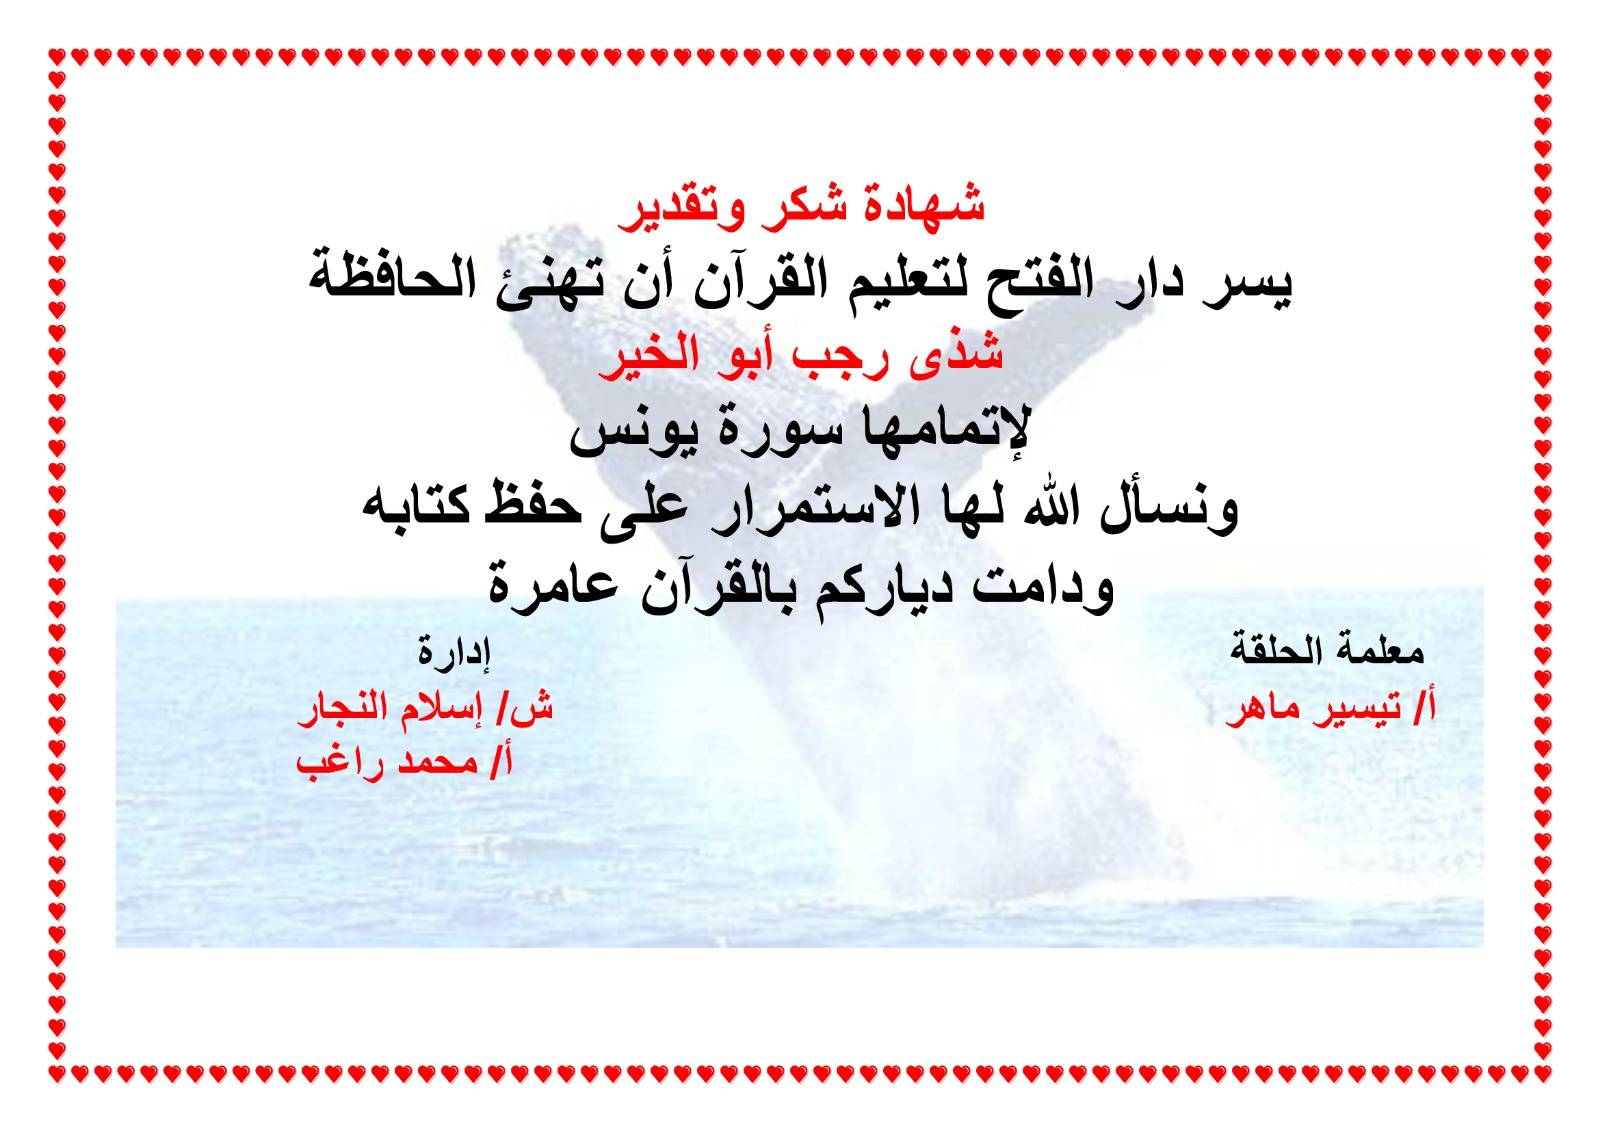 شهادة شكر وتقدير
يسر دار الفتح لتعليم القرآن أن تهنئ الحافظة
شذى رجب أبو الخير
لإتمامها سورة يونس
ونسأل الله لها الاستمرار على حفظ كتابه
ودامت دياركم بالقرآن عامرة
معلمة الحلقة إدارة
أ/ تيسير ماهر ش/ إسلام النجار
أ/ محمد راغب